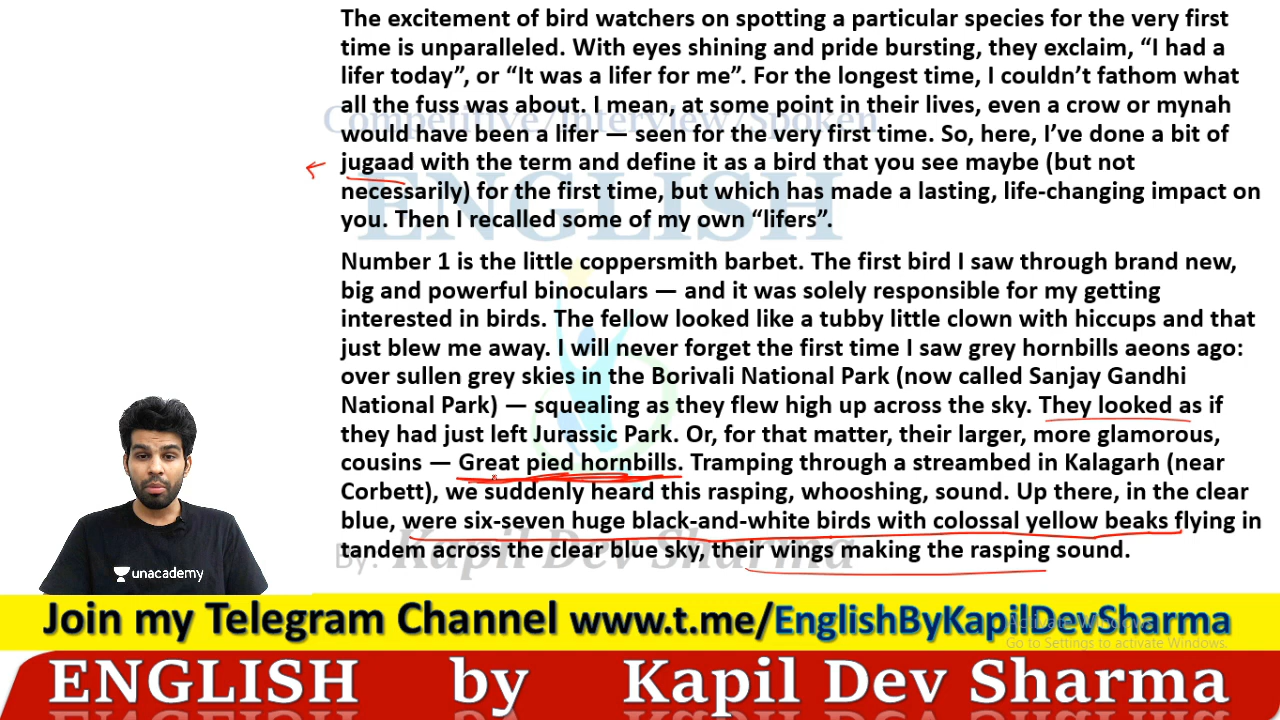 The excitement of bird watchers on spotting a particular species for the very first
time is unparalleled. With eyes shining and pride bursting, they exclaim, “I had a
lifer today”, or “It was a lifer for me”. For the longest time, I couldn’t fathom what
all the fuss was about. I mean, at some point in their lives, even a crow or mynah
Competitive/Interview/Spoken
would have been a lifer — seen for the very first time. So, here, I’ve done a bit of
jugaad with the term and define it as a bird that you see maybe (but not
necessarily) for the first time, but which has made a lasting, life-changing impact on
ENGLISH
you. Then I recalled some of my own “lifers”.
Number 1 is the little coppersmith barbet. The first bird I saw through brand new,
big and powerful binoculars — and it was solely responsible for my getting
interested in birds. The fellow looked like a tubby little clown with hiccups and that
just blew me away. I will never forget the first time I saw grey hornbills aeons ago:
over sullen grey skies in the Borivali National Park (now called Sanjay Gandhi
National Park) — squealing as they flew high up across the sky. They looked as if
they had just left Jurassic Park. Or, for that matter, their larger, more glamorous,
cousins — Great pied hornbills. Tramping through a streambed in Kalagarh (near
Corbett), we suddenly heard this rasping, whooshing, sound. Up there, in the clear
blue, were six-seven huge black-and-white birds with colossal yellow beaks flying in
tandem across the clear blue sky, their wings making the rasping sound.
By: Kapil Dev Sharma
unacademy
Join my Telegram Channel www.t.me/EnglishByKapilDevSharma
Activate Windows
Go to Settings to activate Windows.
ENGLISH by Kapil Dev Sharma